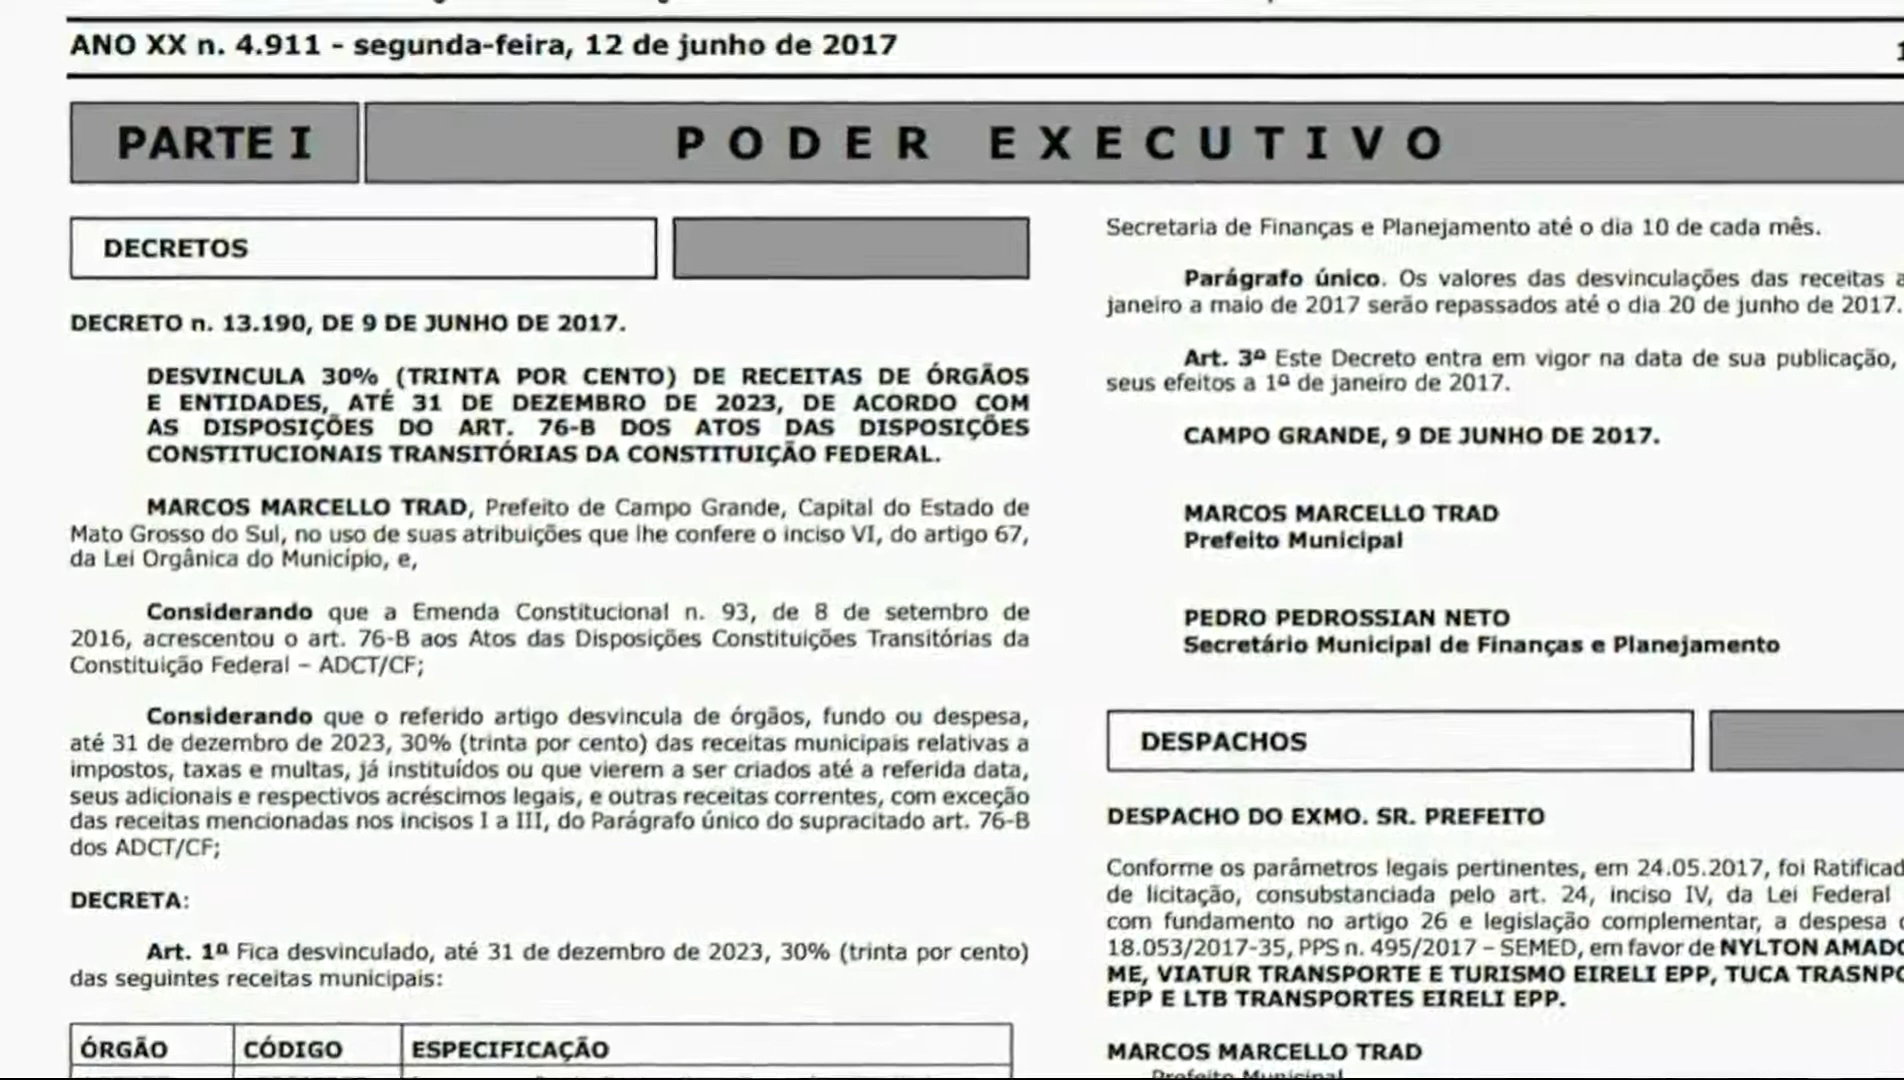 ANO XX n. 4.911 - segunda-feira, 12 de junho de 2017
PARTE I
PODER EXECUTIVO
DECRETOS
DECRETO n. 13.190, DE 9 DE JUNHO DE 2017.
DESVINCULA 30% (TRINTA POR CENTO) DE RECEITAS DE ÓRGÃOS
E ENTIDADES, ATÉ 31 DE DEZEMBRO DE 2023, DE ACORDO COM
AS DISPOSIÇÕES DO ART. 76-B DOS ATOS DAS DISPOSIÇÕES
CONSTITUCIONAIS TRANSITÓRIAS DA CONSTITUIÇÃO FEDERAL.
MARCOS MARCELLO TRAD, Prefeito de Campo Grande, Capital do Estado de
Mato Grosso do Sul, no uso de suas atribuições que lhe confere o inciso VI, do artigo 67,
da Lei Orgânica do Município, e,
Considerando que a Emenda Constitucional n. 93, de 8 de setembro de
2016, acrescentou o art. 76-B aos Atos das Disposições Constituições Transitórias da
Constituição Federal – ADCT/CF;
Considerando que o referido artigo desvincula de órgãos, fundo ou despesa,
até 31 de dezembro de 2023, 30% (trinta por cento) das receitas municipais relativas a
impostos, taxas e multas, já instituídos ou que vierem a ser criados até a referida data,
seus adicionais e respectivos acréscimos legais, e outras receitas correntes, com exceção
das receitas mencionadas nos incisos I a III, do Parágrafo único do supracitado art. 76-B
dos ADCT/CF;
DECRETA:
Art. 1º Fica desvinculado, até 31 de dezembro de 2023, 30% (trinta por cento)
das seguintes receitas municipais:
ÓRGÃO CÓDIGO ESPECIFICAÇÃO
Secretaria de Finanças e Planejamento até o dia 10 de cada mês.
Parágrafo único. Os valores das desvinculações das receitas
janeiro a maio de 2017 serão repassados até o dia 20 de junho de 2017.
Art. 3º Este Decreto entra em vigor na data de sua publicação,
seus efeitos a 1º de janeiro de 2017.
CAMPO GRANDE, 9 DE JUNHO DE 2017.
MARCOS MARCELLO TRAD
Prefeito Municipal
PEDRO PEDROSSIAN NETO
Secretário Municipal de Finanças e Planejamento
DESPACHOS
DESPACHO DO EXMO. SR. PREFEITO
Conforme os parâmetros legais pertinentes, em 24.05.2017, foi Ratificad
de licitação, consubstanciada pelo art. 24, inciso IV, da Lei Federal
com fundamento no artigo 26 e legislação complementar, a despesa
18.053/2017-35, PPS n. 495/2017 – SEMED, em favor de NYLTON AMADO
ME, VIATUR TRANSPORTE E TURISMO EIRELI EPP, TUCA TRASNPO
EPP E LTB TRANSPORTES EIRELI EPP.
MARCOS MARCELLO TRAD
Prefeito Municipal